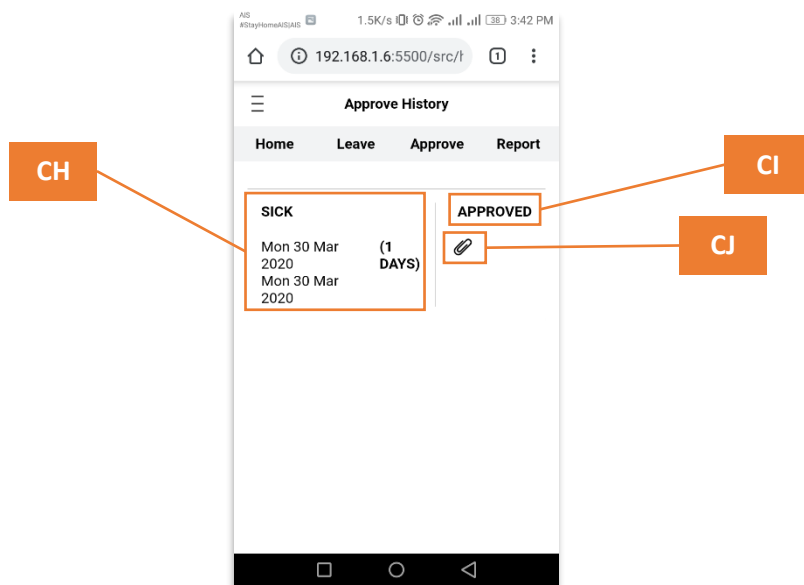 AIS
#StayHomeAIS|AIS
1.5K/s 38 3:42 PM
192.168.1.6:5500/src/h 1
Approve History
Home Leave Approve Report
CH
CI
SICK
APPROVED
Mon 30 Mar (1
2020 DAYS)
Mon 30 Mar
2020
CJ